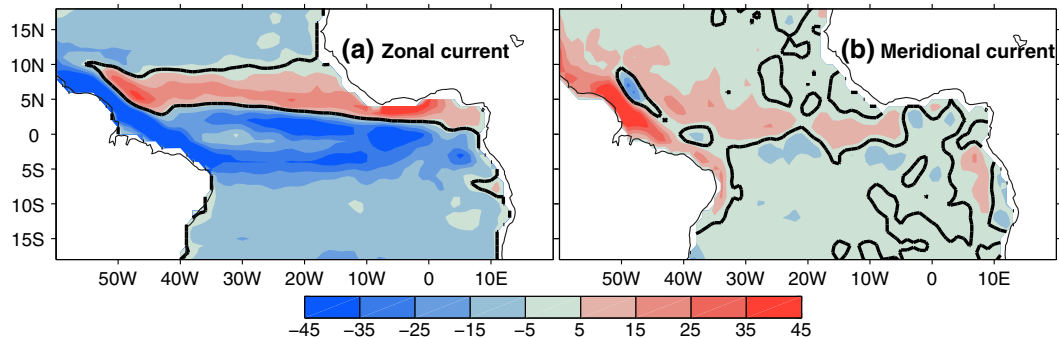 (a) Zonal current
(b) Meridional current
15N
10N
5N
0
5S
10S
15S
50W 40W 30W 20W 10W 0 10E
50W 40W 30W 20W 10W 0 10E
−45 −35 −25 −15 −5 5 15 25 35 45